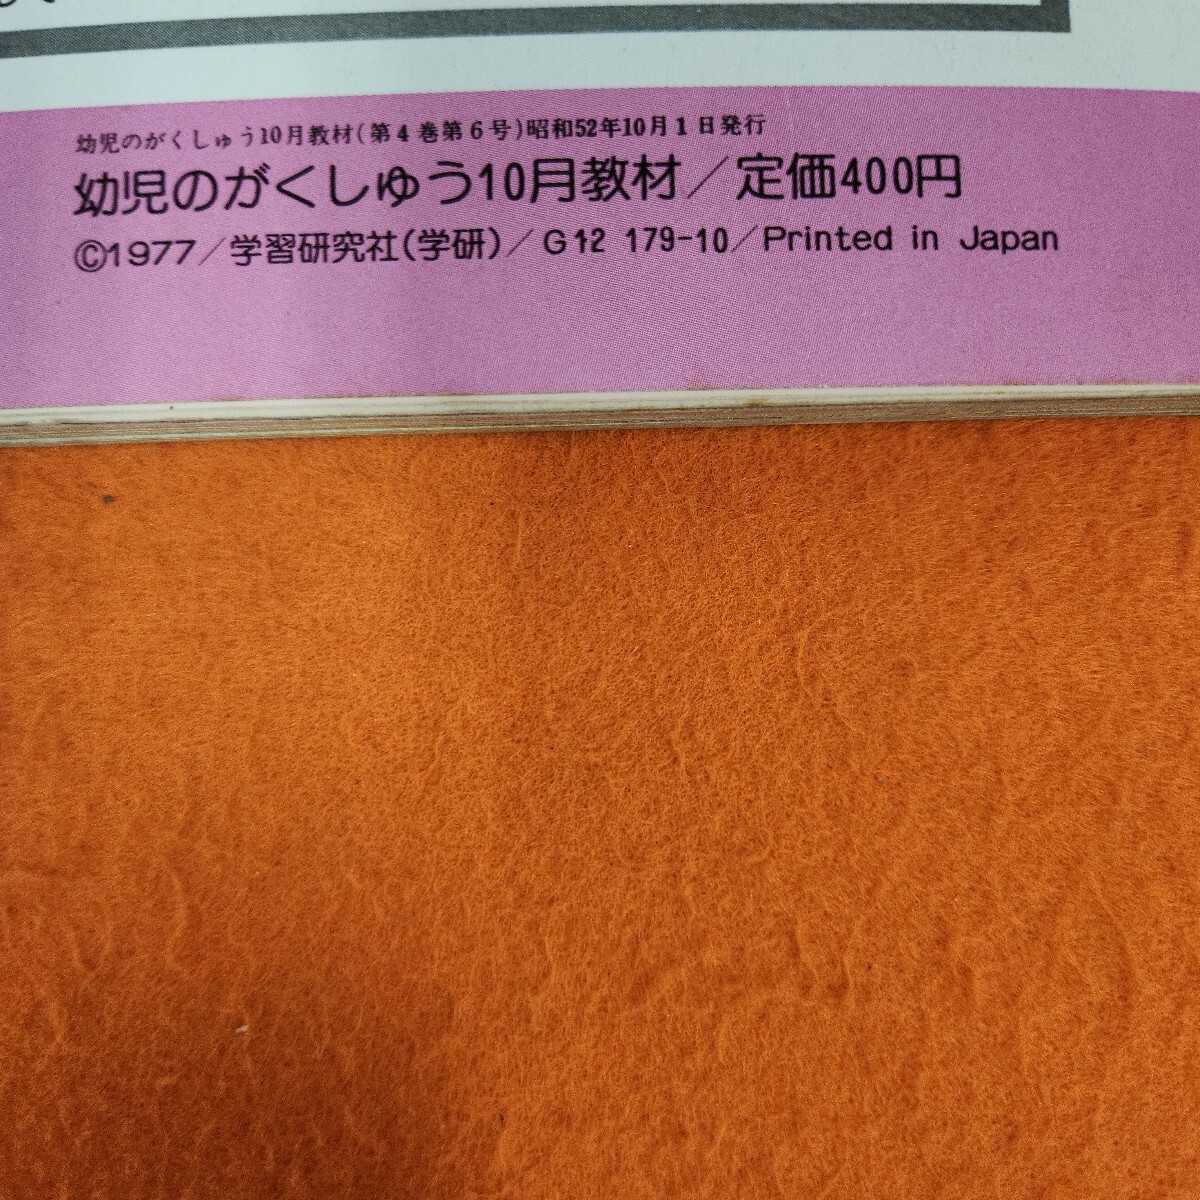 幼児のがくしゅう10月教材(第4巻第6号)昭和52年10月1日発行
幼児のがくしゅう10月教材／定価400円
©1977／学習研究社(学研)／G12 179-10／Printed in Japan